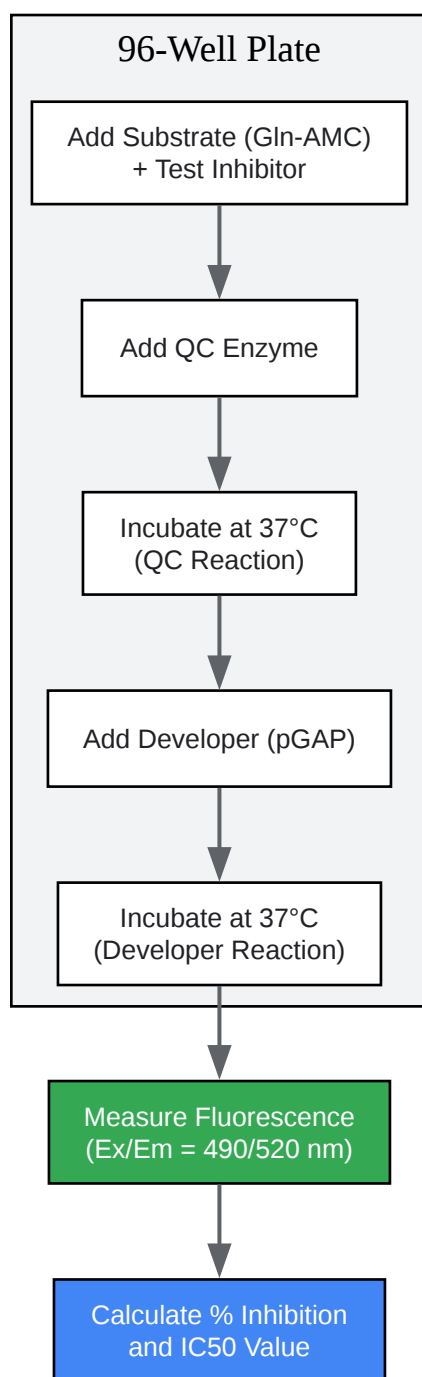 96-Well Plate
Add Substrate (Gln-AMC)
+ Test Inhibitor
Add QC Enzyme
Incubate at 37°C
(QC Reaction)
Add Developer (pGAP)
Incubate at 37°C
(Developer Reaction)
Measure Fluorescence
(Ex/Em = 490/520 nm)
Calculate % Inhibition
and IC50 Value